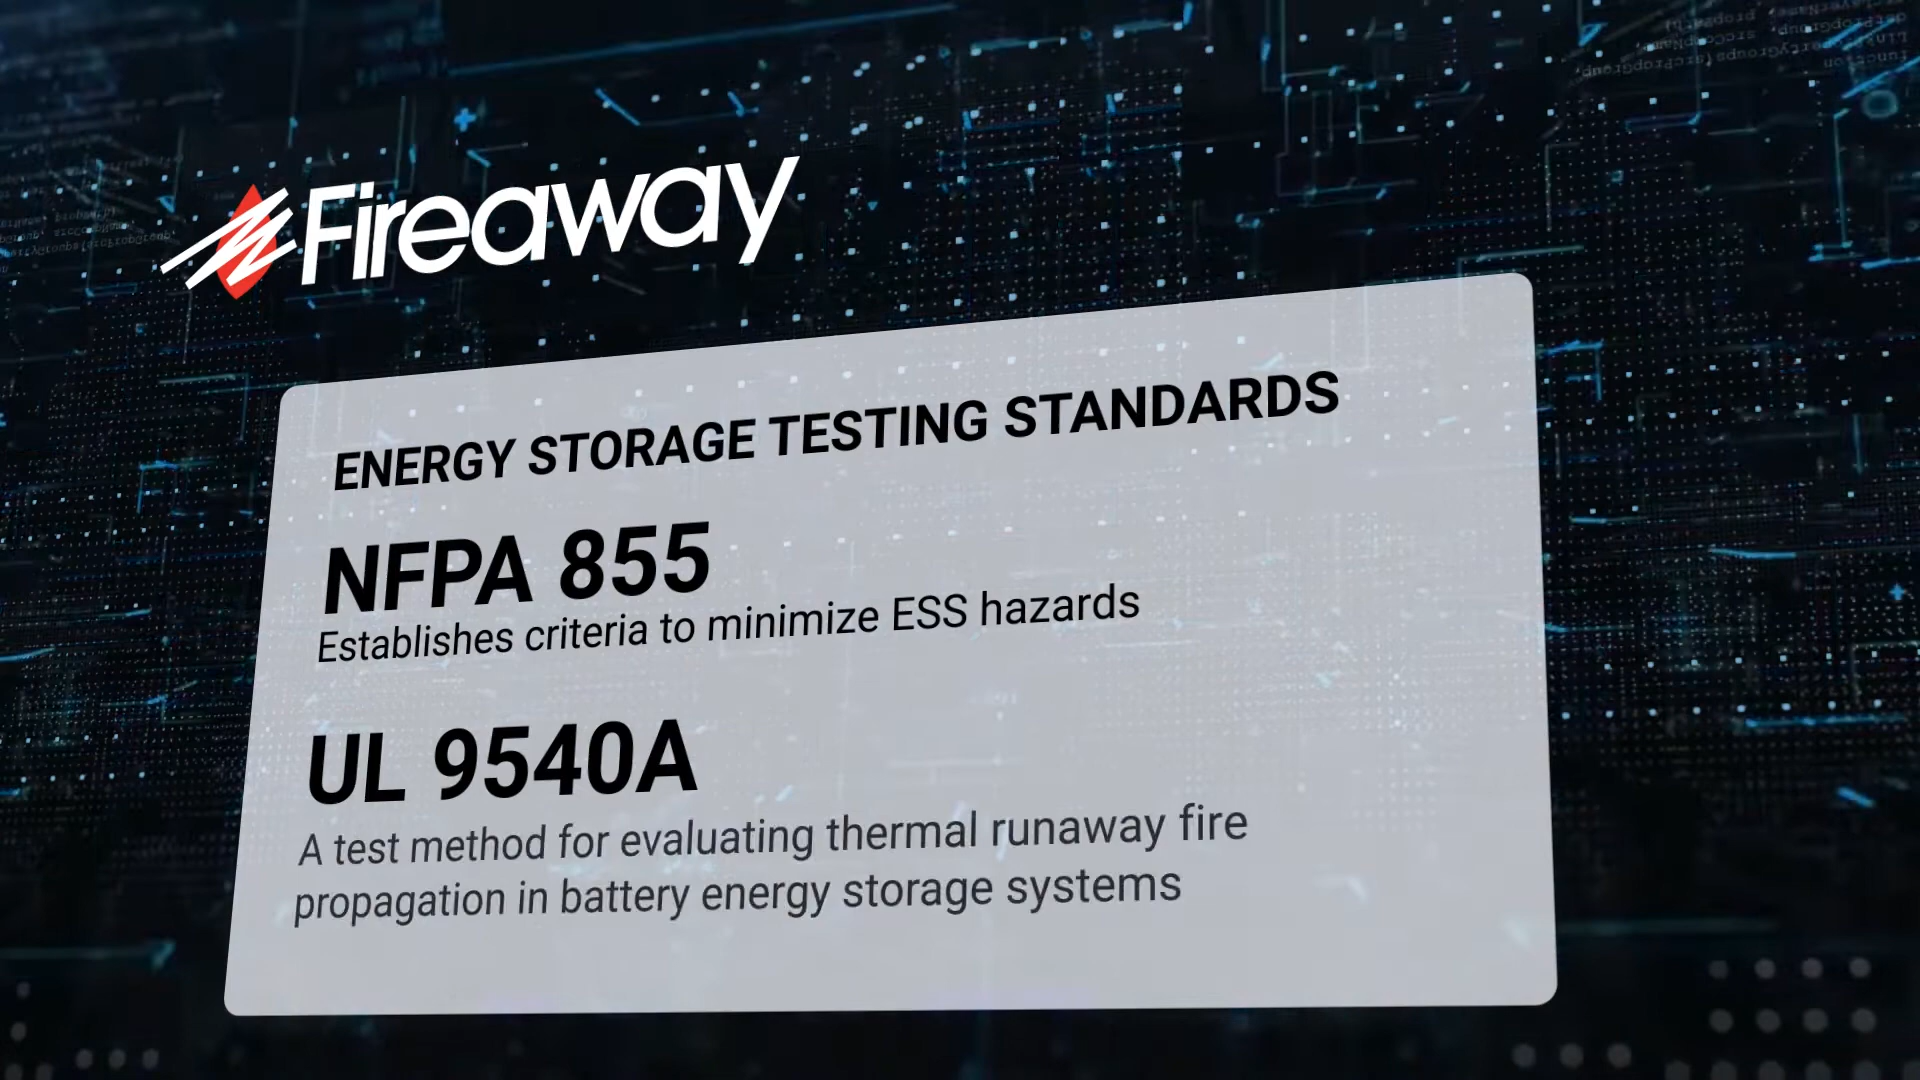 Fireaway
ENERGY STORAGE TESTING STANDARDS
NFPA 855
Establishes criteria to minimize ESS hazards
UL 9540A
A test method for evaluating thermal runaway fire
propagation in battery energy storage systems